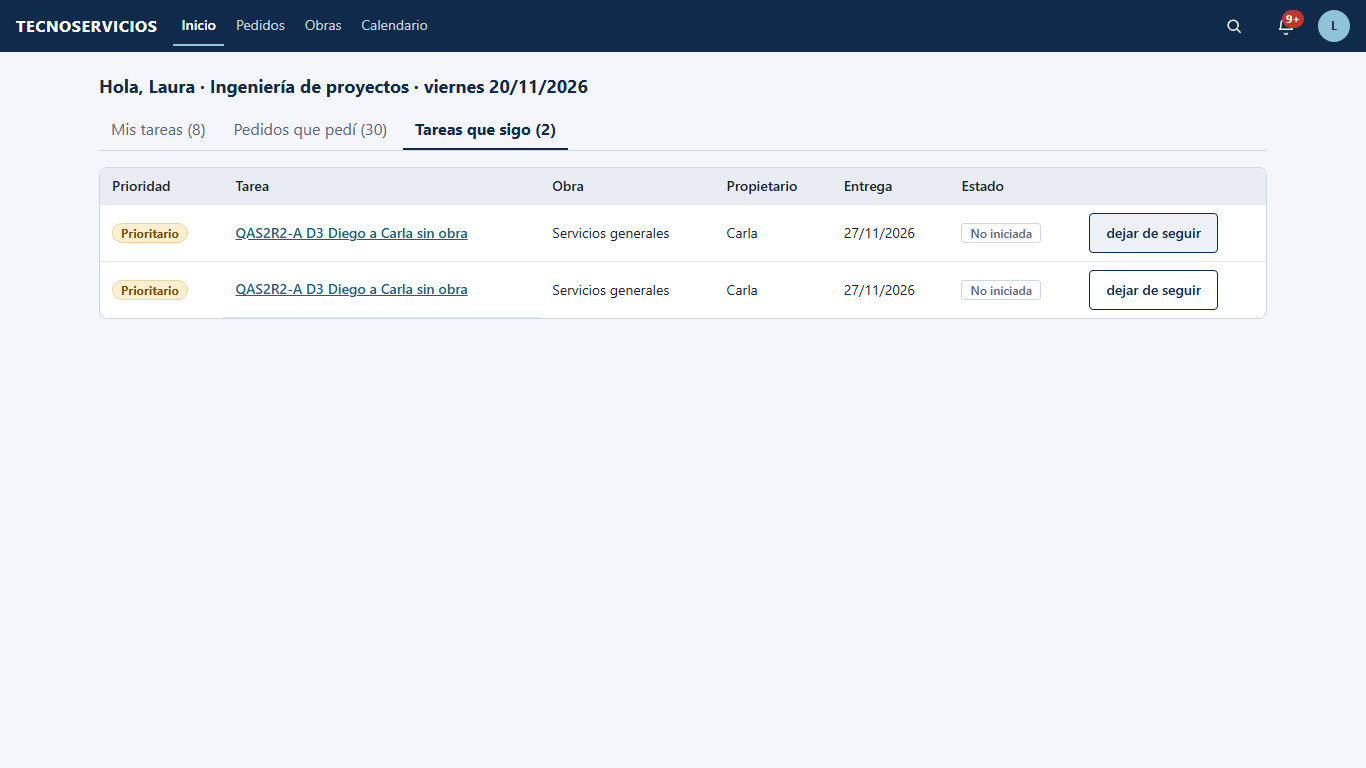 TECNOSERVICIOS Inicio Pedidos Obras Calendario 9+ L
Hola, Laura · Ingeniería de proyectos · viernes 20/11/2026
Mis tareas (8) Pedidos que pedí (30) Tareas que sigo (2)
Prioridad Tarea Obra Propietario Entrega Estado
Prioritario QAS2R2-A D3 Diego a Carla sin obra Servicios generales Carla 27/11/2026 No iniciada dejar de seguir
Prioritario QAS2R2-A D3 Diego a Carla sin obra Servicios generales Carla 27/11/2026 No iniciada dejar de seguir